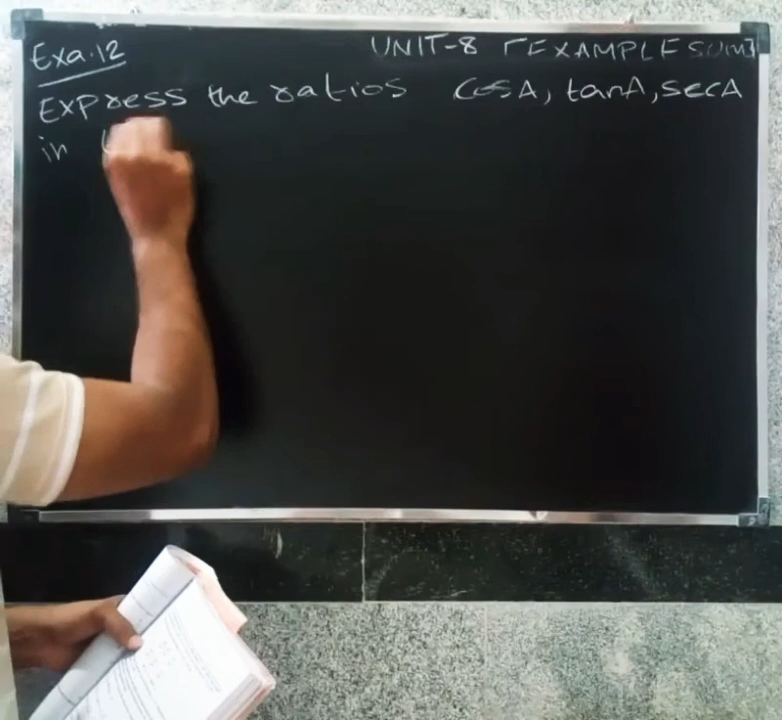 Exa.12
UNIT-8 [EXAMPLE SUM]
Express the ratios CosA, tanA, secA
in